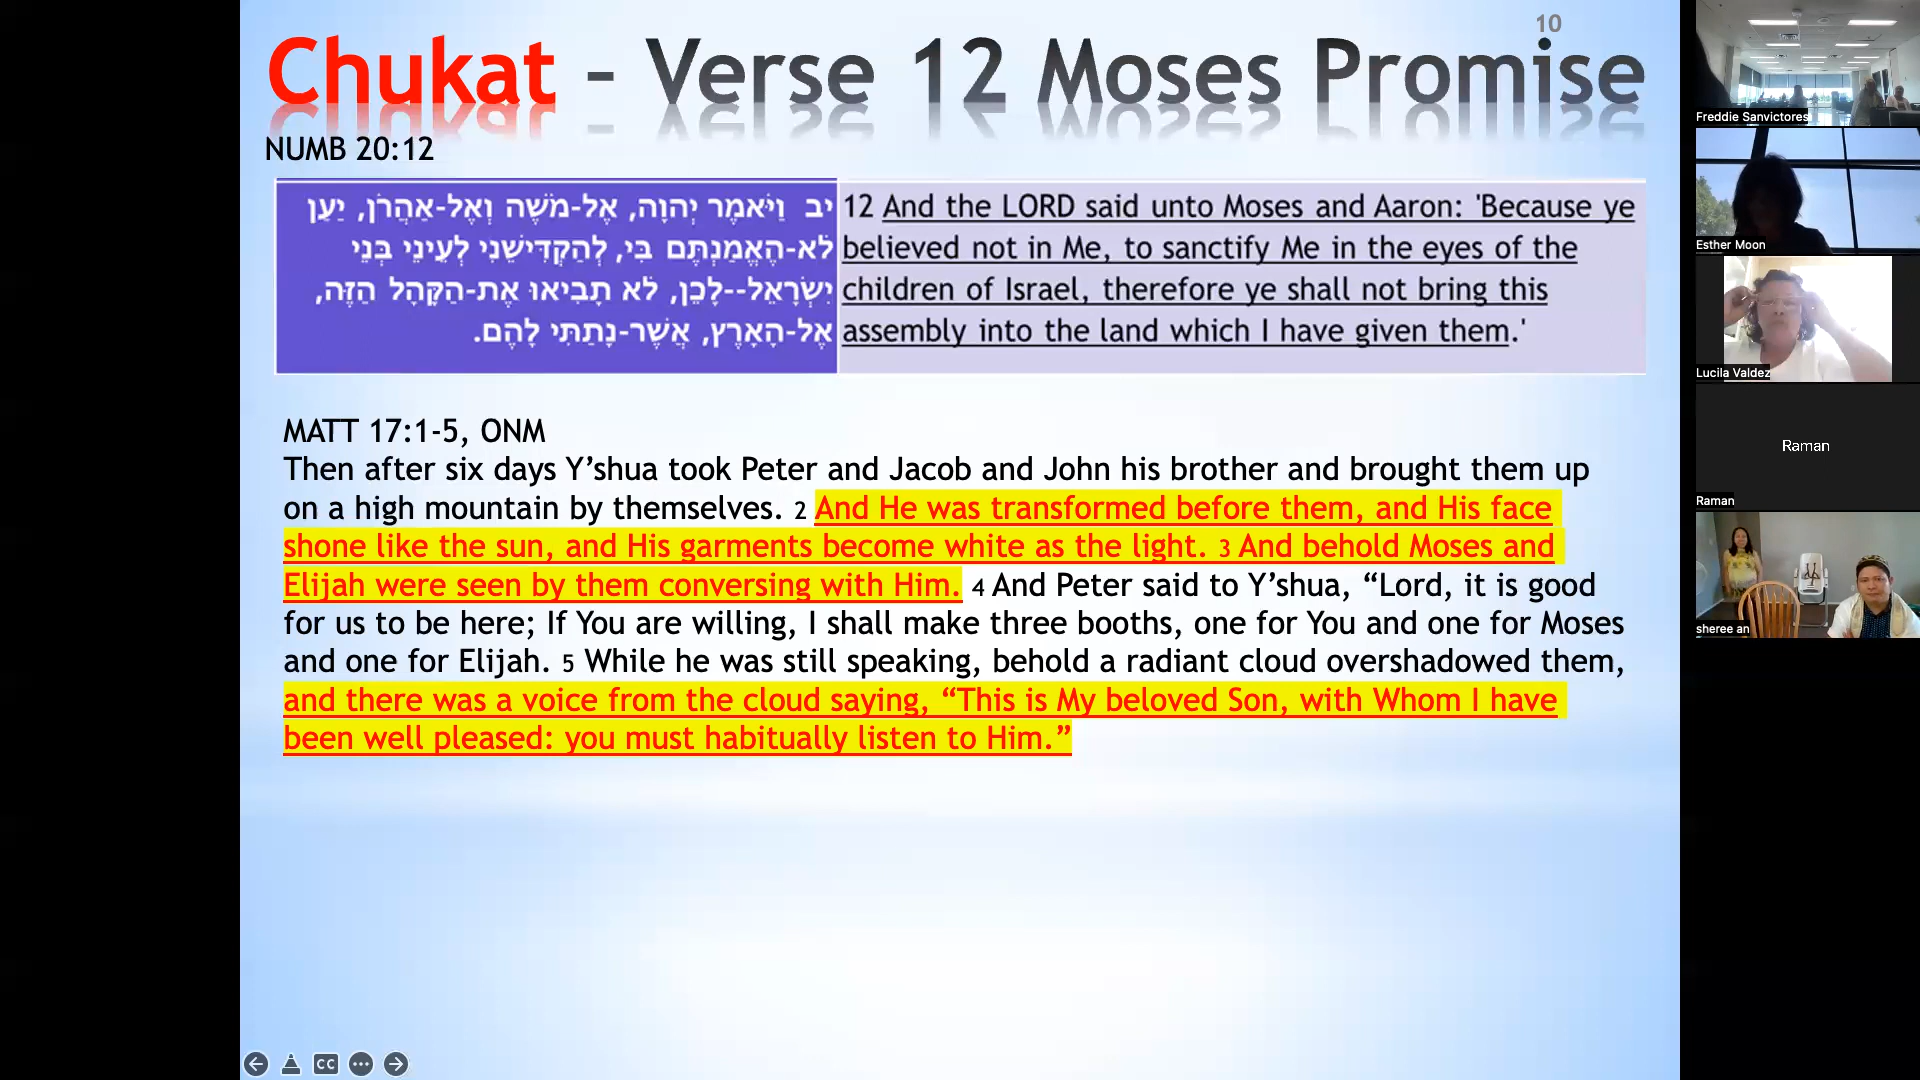 10
Chukat - Verse 12 Moses Promise
NUMB 20:12
יב וַיֹּאמֶר יְהוָה, אֶל-מֹשֶׁה וְאֶל-אַהֲרֹן, יַעַן
לֹא-הֶאֱמַנְתֶּם בִּי, לְהַקְדִּישֵׁנִי לְעֵינֵי בְּנֵי
יִשְׂרָאֵל--לָכֵן, לֹא תָבִיאוּ אֶת-הַקָּהָל הַזֶּה,
אֶל-הָאָרֶץ, אֲשֶׁר-נָתַתִּי לָהֶם.
12 And the LORD said unto Moses and Aaron: 'Because ye
believed not in Me, to sanctify Me in the eyes of the
children of Israel, therefore ye shall not bring this
assembly into the land which I have given them.'
MATT 17:1-5, ONM
Then after six days Y’shua took Peter and Jacob and John his brother and brought them up
on a high mountain by themselves. 2 And He was transformed before them, and His face
shone like the sun, and His garments become white as the light. 3 And behold Moses and
Elijah were seen by them conversing with Him. 4 And Peter said to Y’shua, “Lord, it is good
for us to be here; If You are willing, I shall make three booths, one for You and one for Moses
and one for Elijah. 5 While he was still speaking, behold a radiant cloud overshadowed them,
and there was a voice from the cloud saying, “This is My beloved Son, with Whom I have
been well pleased: you must habitually listen to Him.”
CC
Freddie Sanvictores
Esther Moon
Lucila Valdez
Raman
Raman
sheree an